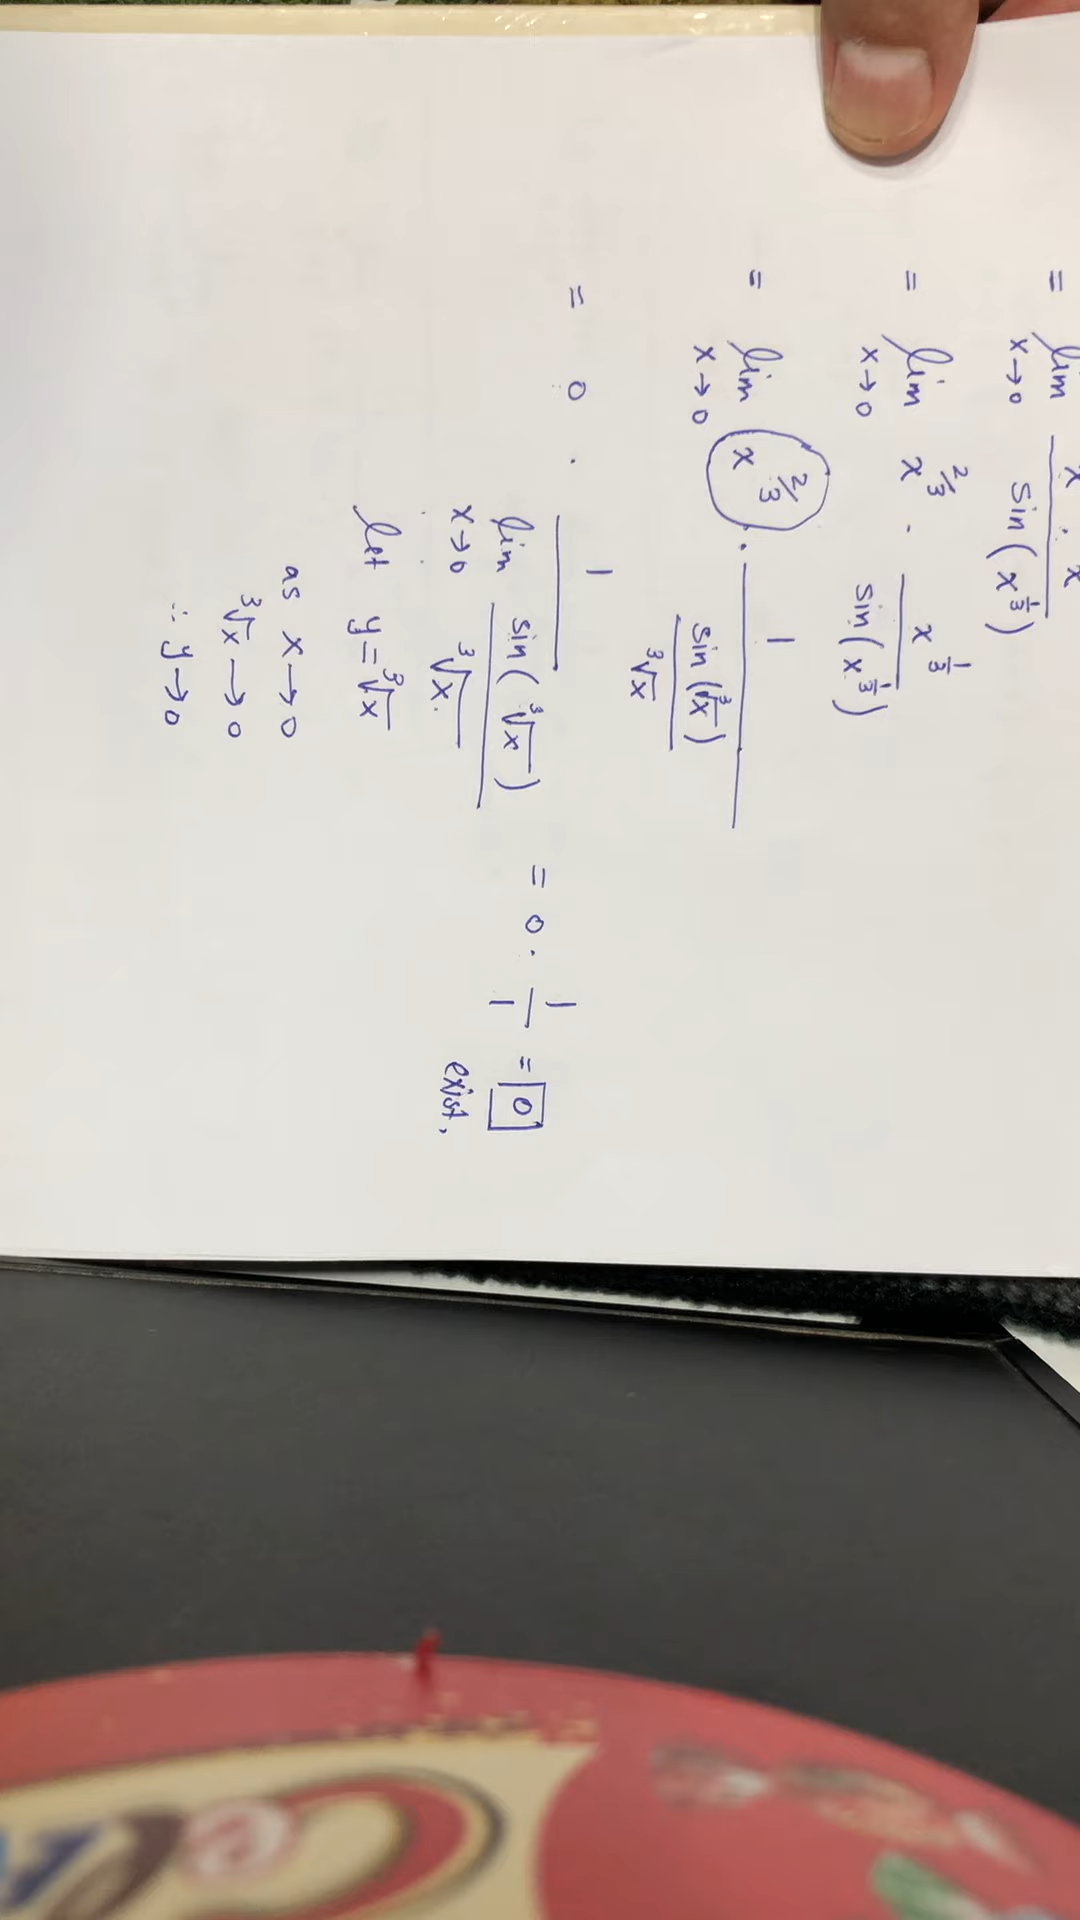 = lim x→0 x · x / sin(x^{1/3})
= lim x→0 x^{2/3} · x^{1/3} / sin(x^{1/3})
= lim x→0 x^{2/3} · 1 / (sin(∛x) / ∛x)
= 0 · 1 / (lim x→0 sin(∛x) / ∛x) = 0 · 1/1 = 0
exist,
let y = ∛x
as x→0
∛x → 0
∴ y→0